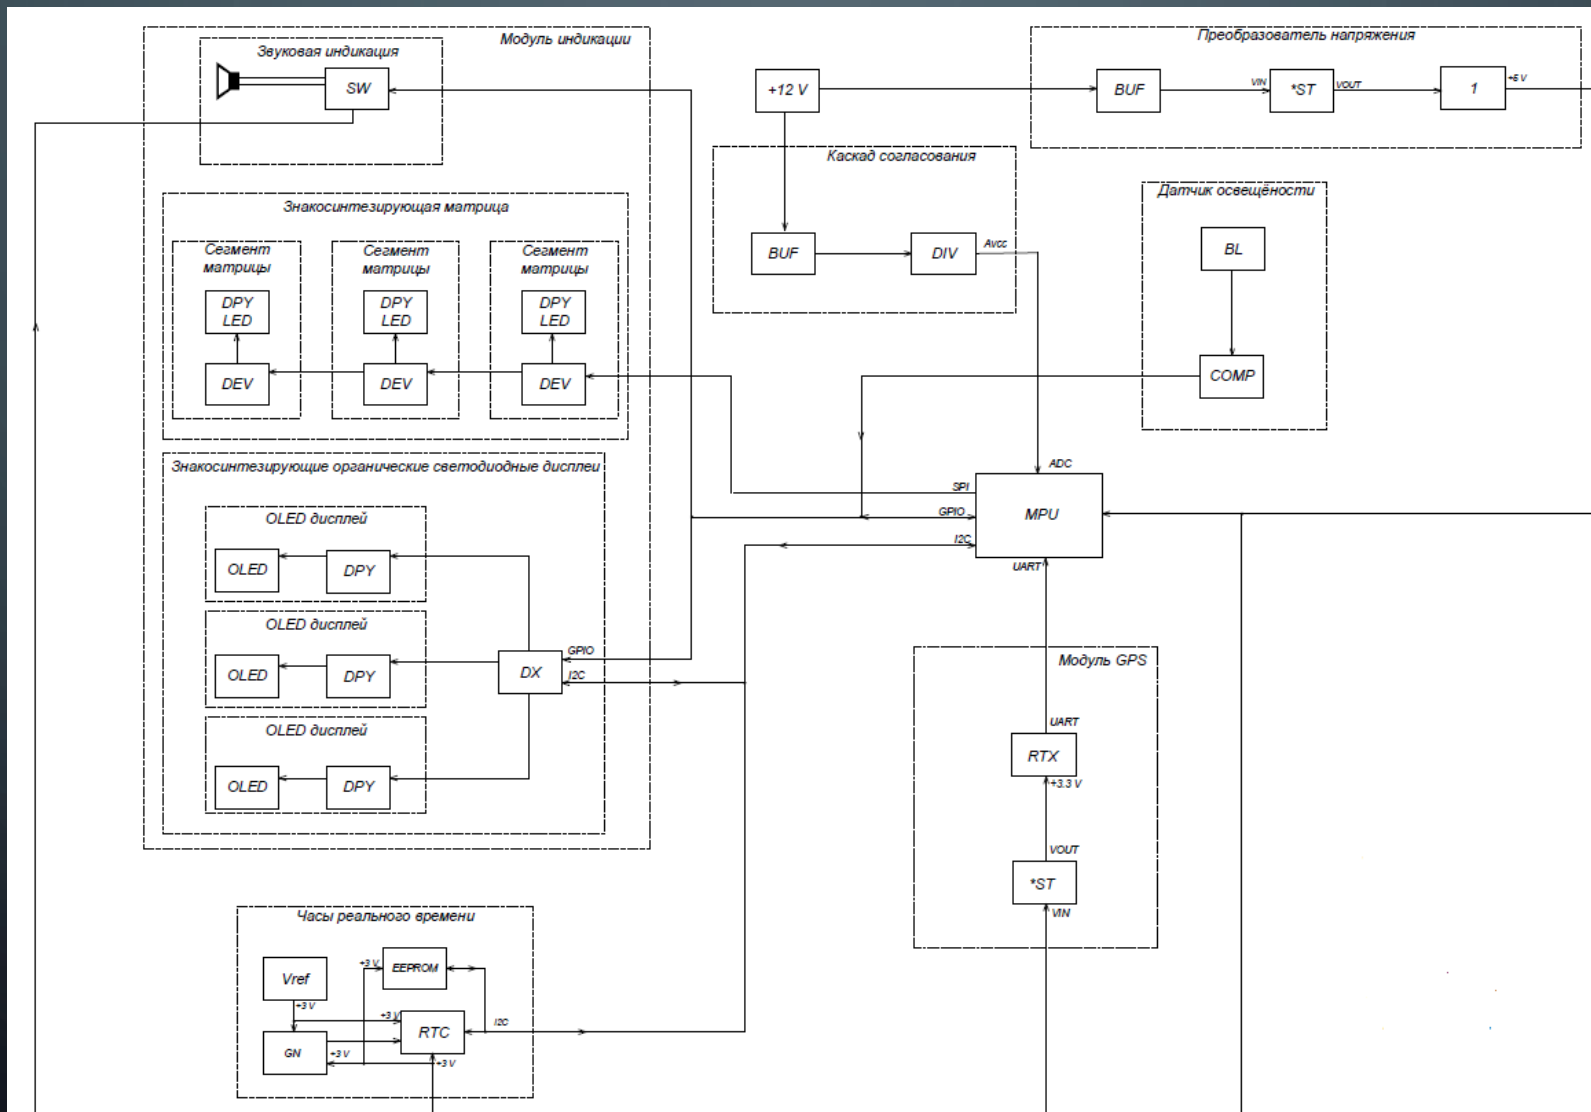 Модуль индикации
Звуковая индикация
SW
Знакосинтезирующая матрица
Сегмент
матрицы
DPY
LED
DEV
Сегмент
матрицы
DPY
LED
DEV
Сегмент
матрицы
DPY
LED
DEV
Знакосинтезирующие органические светодиодные дисплеи
OLED дисплей
OLED
DPY
OLED дисплей
OLED
DPY
OLED дисплей
OLED
DPY
DX
GPIO
I2C
Часы реального времени
Vref
+3 V
GN
+3 V
EEPROM
+3 V
+3 V
RTC
+3 V
I2C
+12 V
Каскад согласования
BUF
DIV
Avcc
Преобразователь напряжения
BUF
VIN
*ST
VOUT
1
+5 V
Датчик освещёности
BL
COMP
ADC
SPI
GPIO
I2C
UART
MPU
Модуль GPS
UART
RTX
+3.3 V
VOUT
*ST
VIN